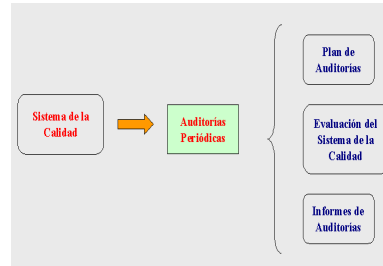 Sistema de la
Calidad
Auditorías
Periódicas
Plan de
Auditorías
Evaluación del
Sistema de la
Calidad
Informes de
Auditorías